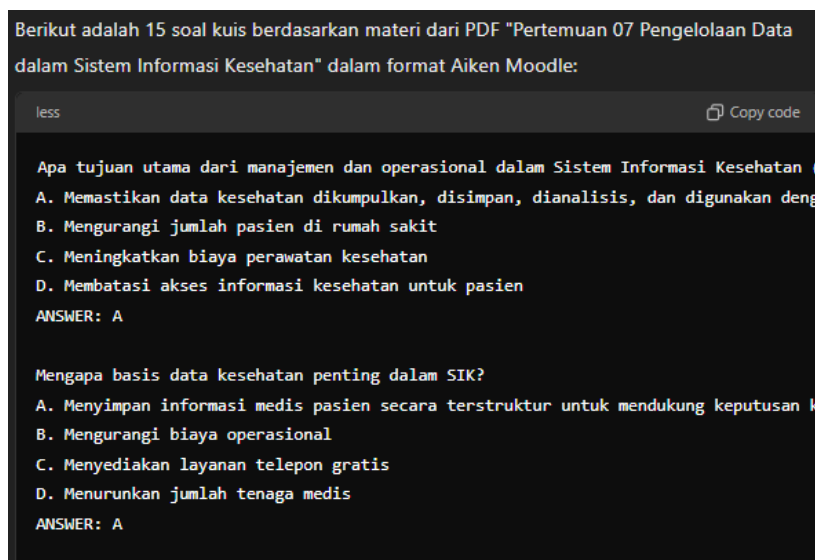 Berikut adalah 15 soal kuis berdasarkan materi dari PDF "Pertemuan 07 Pengelolaan Data
dalam Sistem Informasi Kesehatan" dalam format Aiken Moodle:
less
Copy code
Apa tujuan utama dari manajemen dan operasional dalam Sistem Informasi Kesehatan
A. Memastikan data kesehatan dikumpulkan, disimpan, dianalisis, dan digunakan
B. Mengurangi jumlah pasien di rumah sakit
C. Meningkatkan biaya perawatan kesehatan
D. Membatasi akses informasi kesehatan untuk pasien
ANSWER: A
Mengapa basis data kesehatan penting dalam SIK?
A. Menyimpan informasi medis pasien secara terstruktur untuk mendukung keputusan
B. Mengurangi biaya operasional
C. Menyediakan layanan telepon gratis
D. Menurunkan jumlah tenaga medis
ANSWER: A